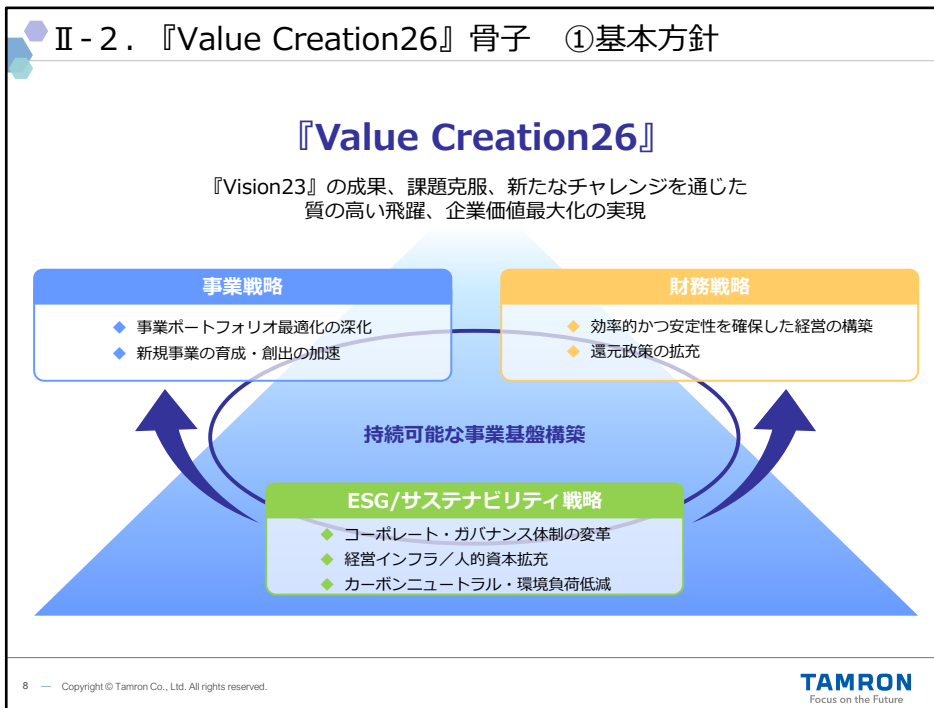 Ⅱ-2. 『Value Creation26』骨子 ①基本方針
『Value Creation26』
『Vision23』の成果、課題克服、新たなチャレンジを通じた
質の高い飛躍、企業価値最大化の実現
事業戦略
◆ 事業ポートフォリオ最適化の深化
◆ 新規事業の育成・創出の加速
財務戦略
◆ 効率的かつ安定性を確保した経営の構築
◆ 還元政策の拡充
持続可能な事業基盤構築
ESG/サステナビリティ戦略
◆ コーポレート・ガバナンス体制の変革
◆ 経営インフラ／人的資本拡充
◆ カーボンニュートラル・環境負荷低減
8 — Copyright © Tamron Co., Ltd. All rights reserved.
TAMRON
Focus on the Future